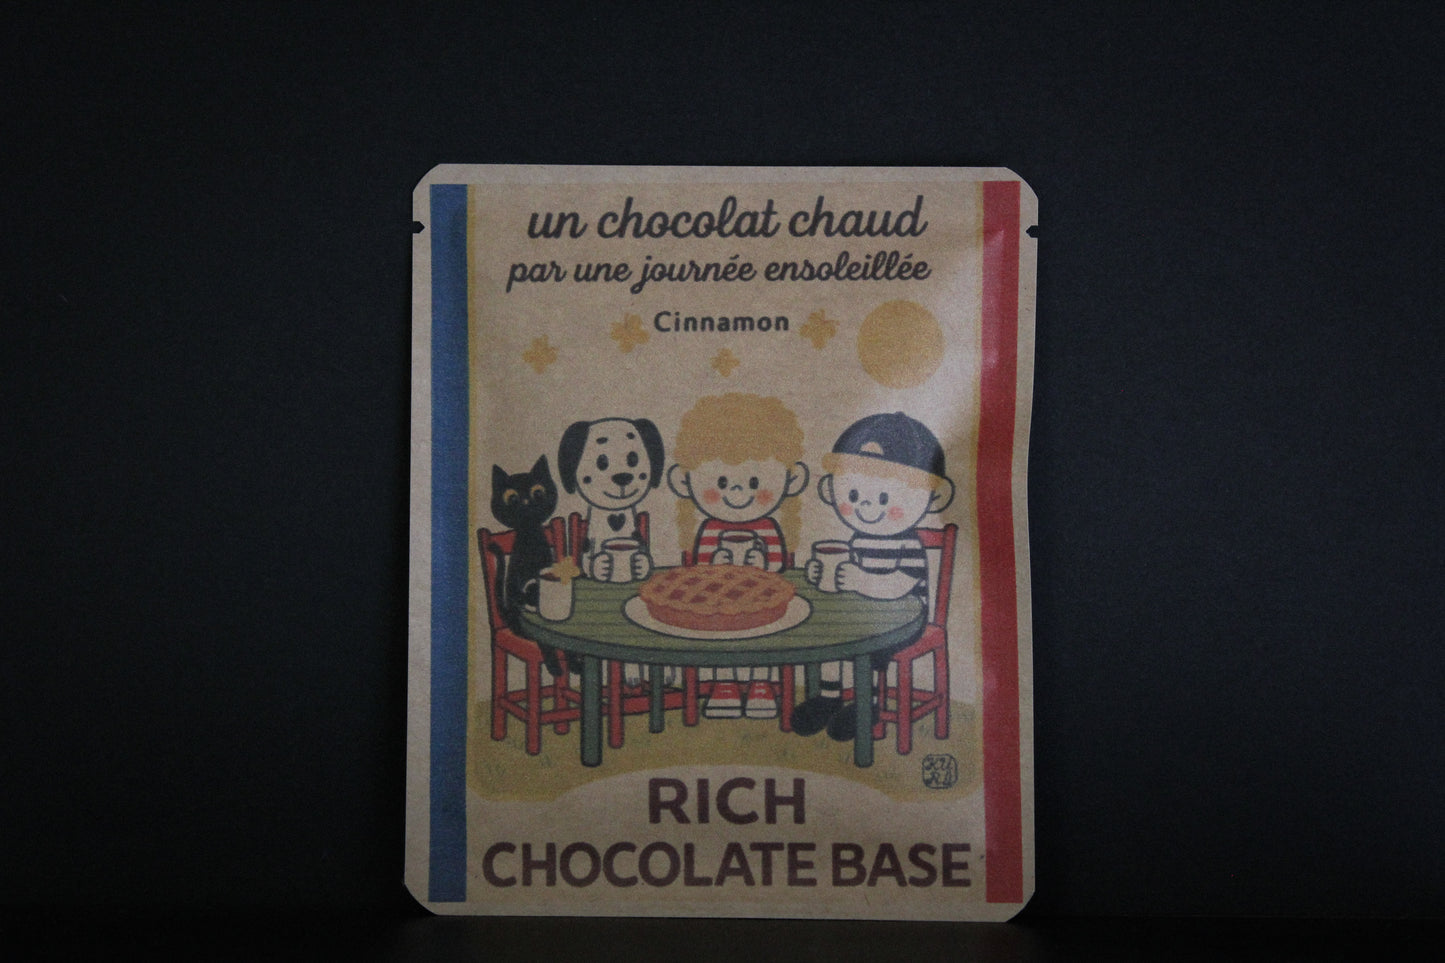 un chocolat chaud
par une journée ensoleillée
Cinnamon
RICH
CHOCOLATE BASE